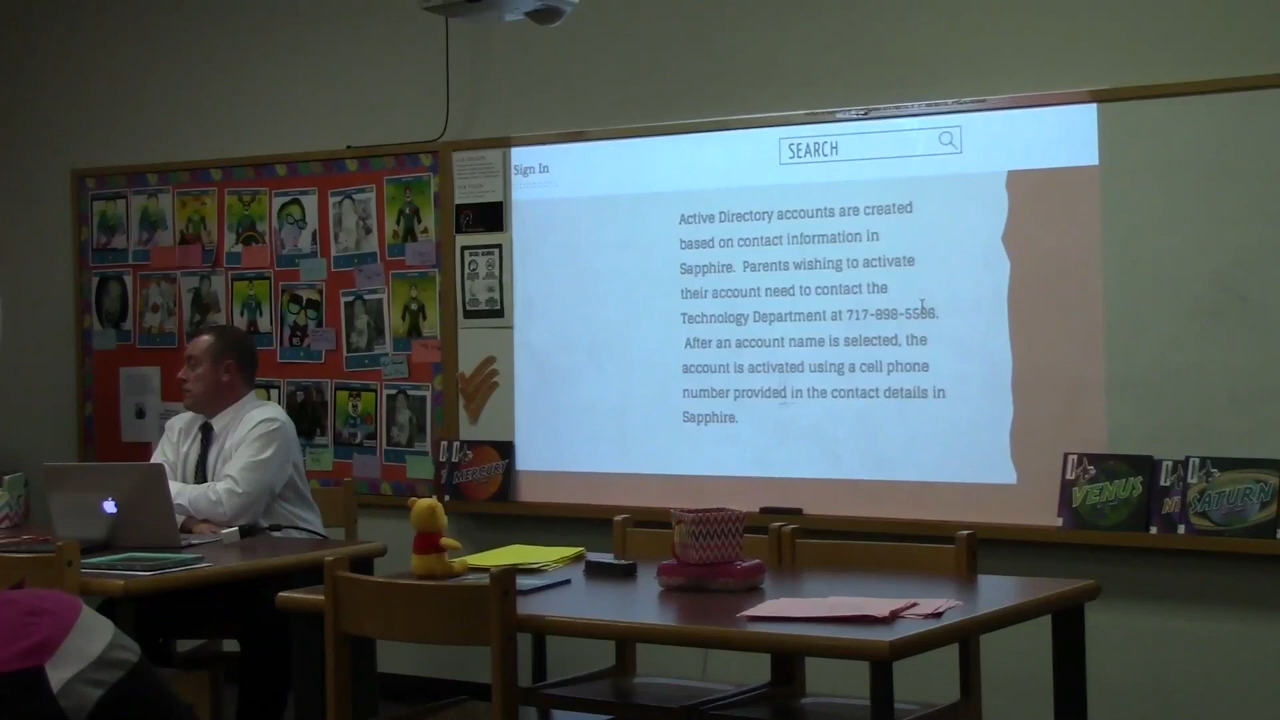 SEARCH
Sign In
Active Directory accounts are created
based on contact information in
Sapphire. Parents wishing to activate
their account need to contact the
Technology Department at 717-898-5586.
After an account name is selected, the
account is activated using a cell phone
number provided in the contact details in
Sapphire.
MERCURY
VENUS
SATURN